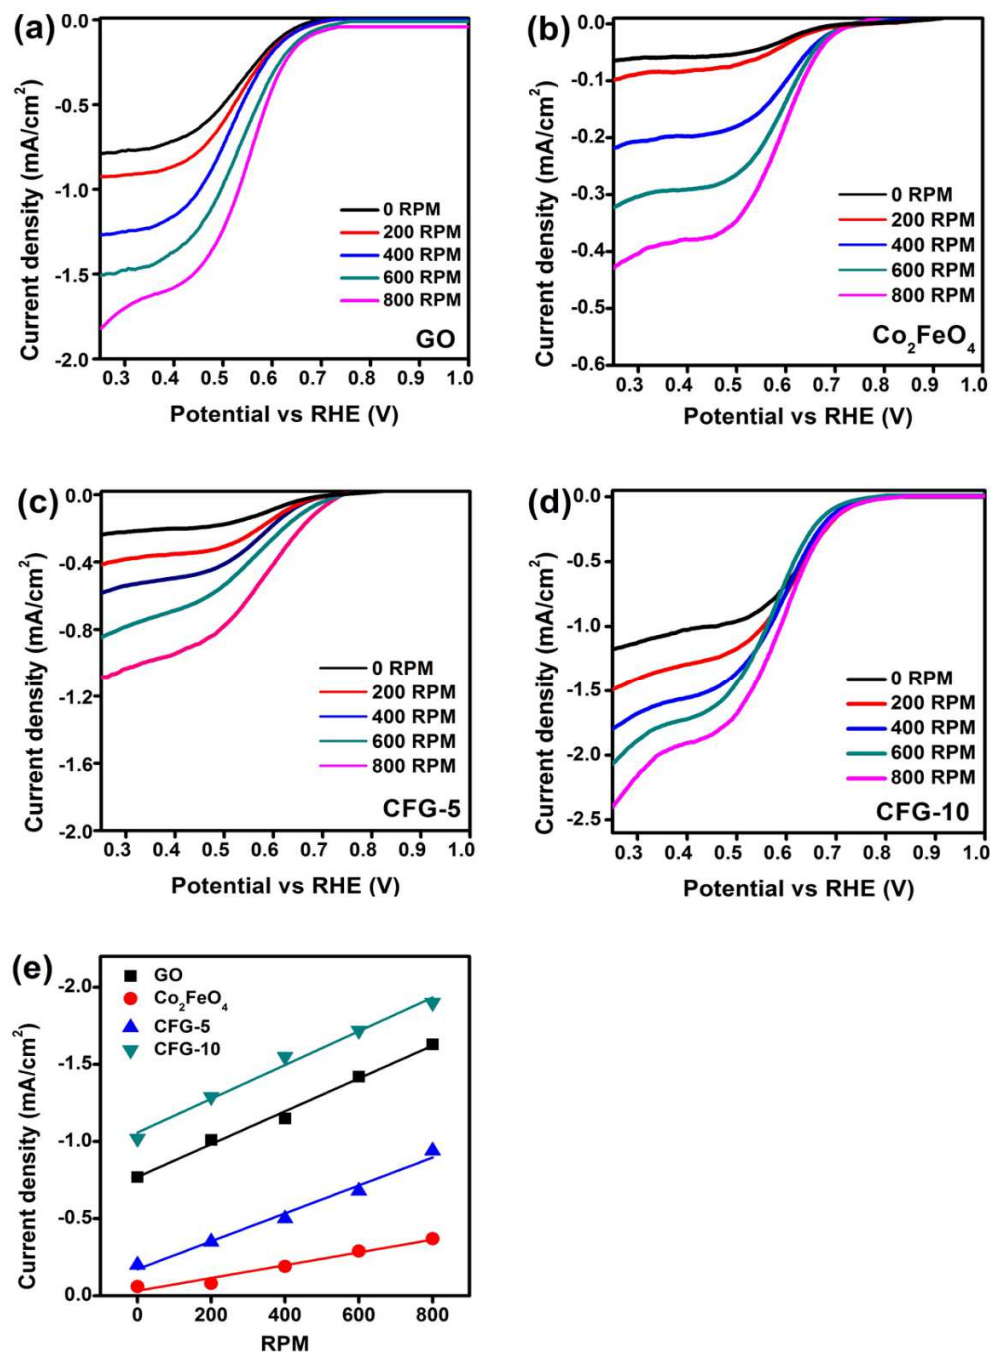 (a)
0.0
-0.5
-1.0
-1.5
-2.0
Current density (mA/cm²)
0 RPM
200 RPM
400 RPM
600 RPM
800 RPM
GO
0.3 0.4 0.5 0.6 0.7 0.8 0.9 1.0
Potential vs RHE (V)
(b)
0.0
-0.1
-0.2
-0.3
-0.4
-0.5
-0.6
Current density (mA/cm²)
0 RPM
200 RPM
400 RPM
600 RPM
800 RPM
Co₂FeO₄
0.3 0.4 0.5 0.6 0.7 0.8 0.9 1.0
Potential vs RHE (V)
(c)
0.0
-0.4
-0.8
-1.2
-1.6
-2.0
Current density (mA/cm²)
0 RPM
200 RPM
400 RPM
600 RPM
800 RPM
CFG-5
0.3 0.4 0.5 0.6 0.7 0.8 0.9 1.0
Potential vs RHE (V)
(d)
0.0
-0.5
-1.0
-1.5
-2.0
-2.5
Current density (mA/cm²)
0 RPM
200 RPM
400 RPM
600 RPM
800 RPM
CFG-10
0.3 0.4 0.5 0.6 0.7 0.8 0.9 1.0
Potential vs RHE (V)
(e)
GO
Co₂FeO₄
CFG-5
CFG-10
-2.0
-1.5
-1.0
-0.5
0.0
Current density (mA/cm²)
0 200 400 600 800
RPM